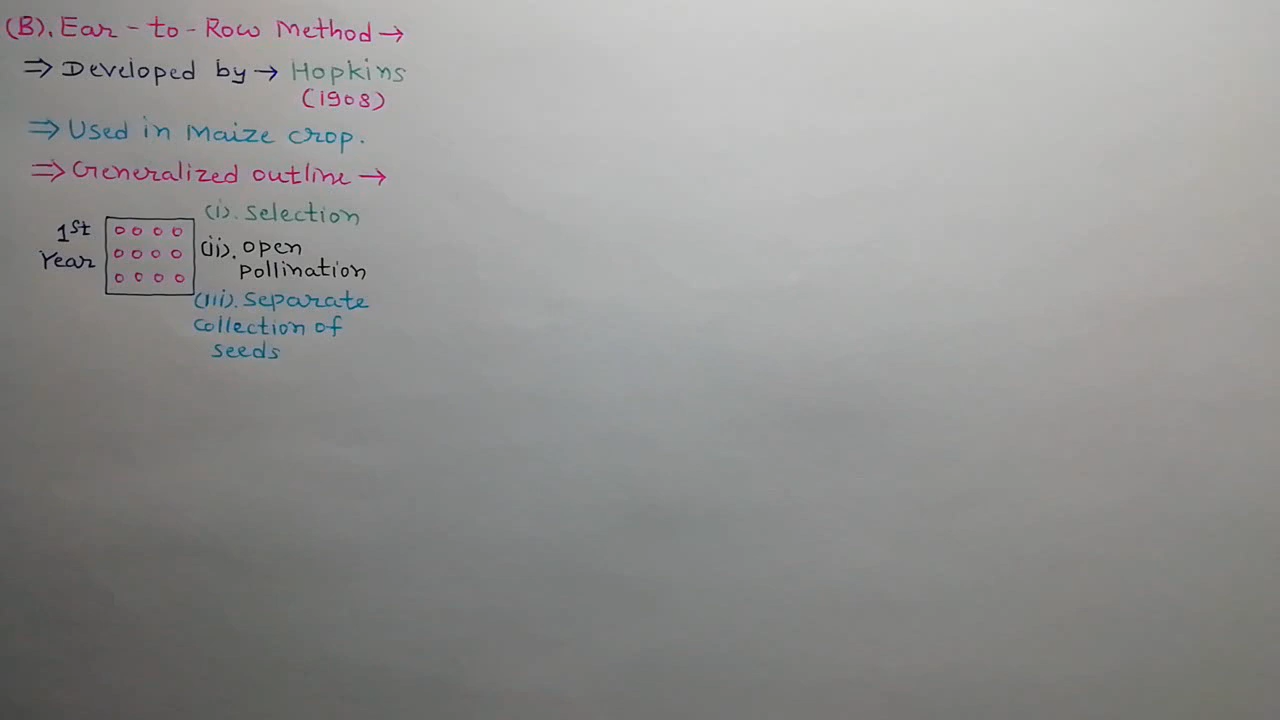 (B). Ear-to-Row Method →
⇒ Developed by → Hopkins
(1908)
⇒ Used in Maize crop.
⇒ Generalized outline →
1st
Year
(i). Selection
(ii). open
pollination
(iii). Separate
collection of
seeds